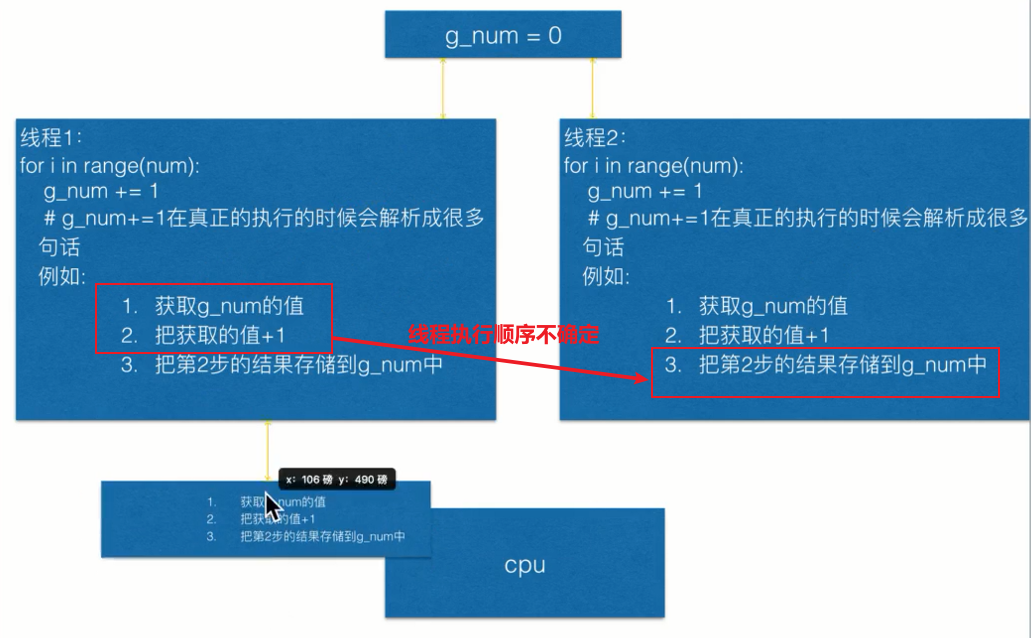 g_num = 0
线程1:
for i in range(num):
g_num += 1
# g_num+=1在真正的执行的时候会解析成很多
句话
例如:
1. 获取g_num的值
2. 把获取的值+1
3. 把第2步的结果存储到g_num中
线程执行顺序不确定
线程2:
for i in range(num):
g_num += 1
# g_num+=1在真正的执行的时候会解析成很多
句话
例如:
1. 获取g_num的值
2. 把获取的值+1
3. 把第2步的结果存储到g_num中
x: 106 磅 y: 490 磅
1. 获取_num的值
2. 把获取的值+1
3. 把第2步的结果存储到g_num中
cpu